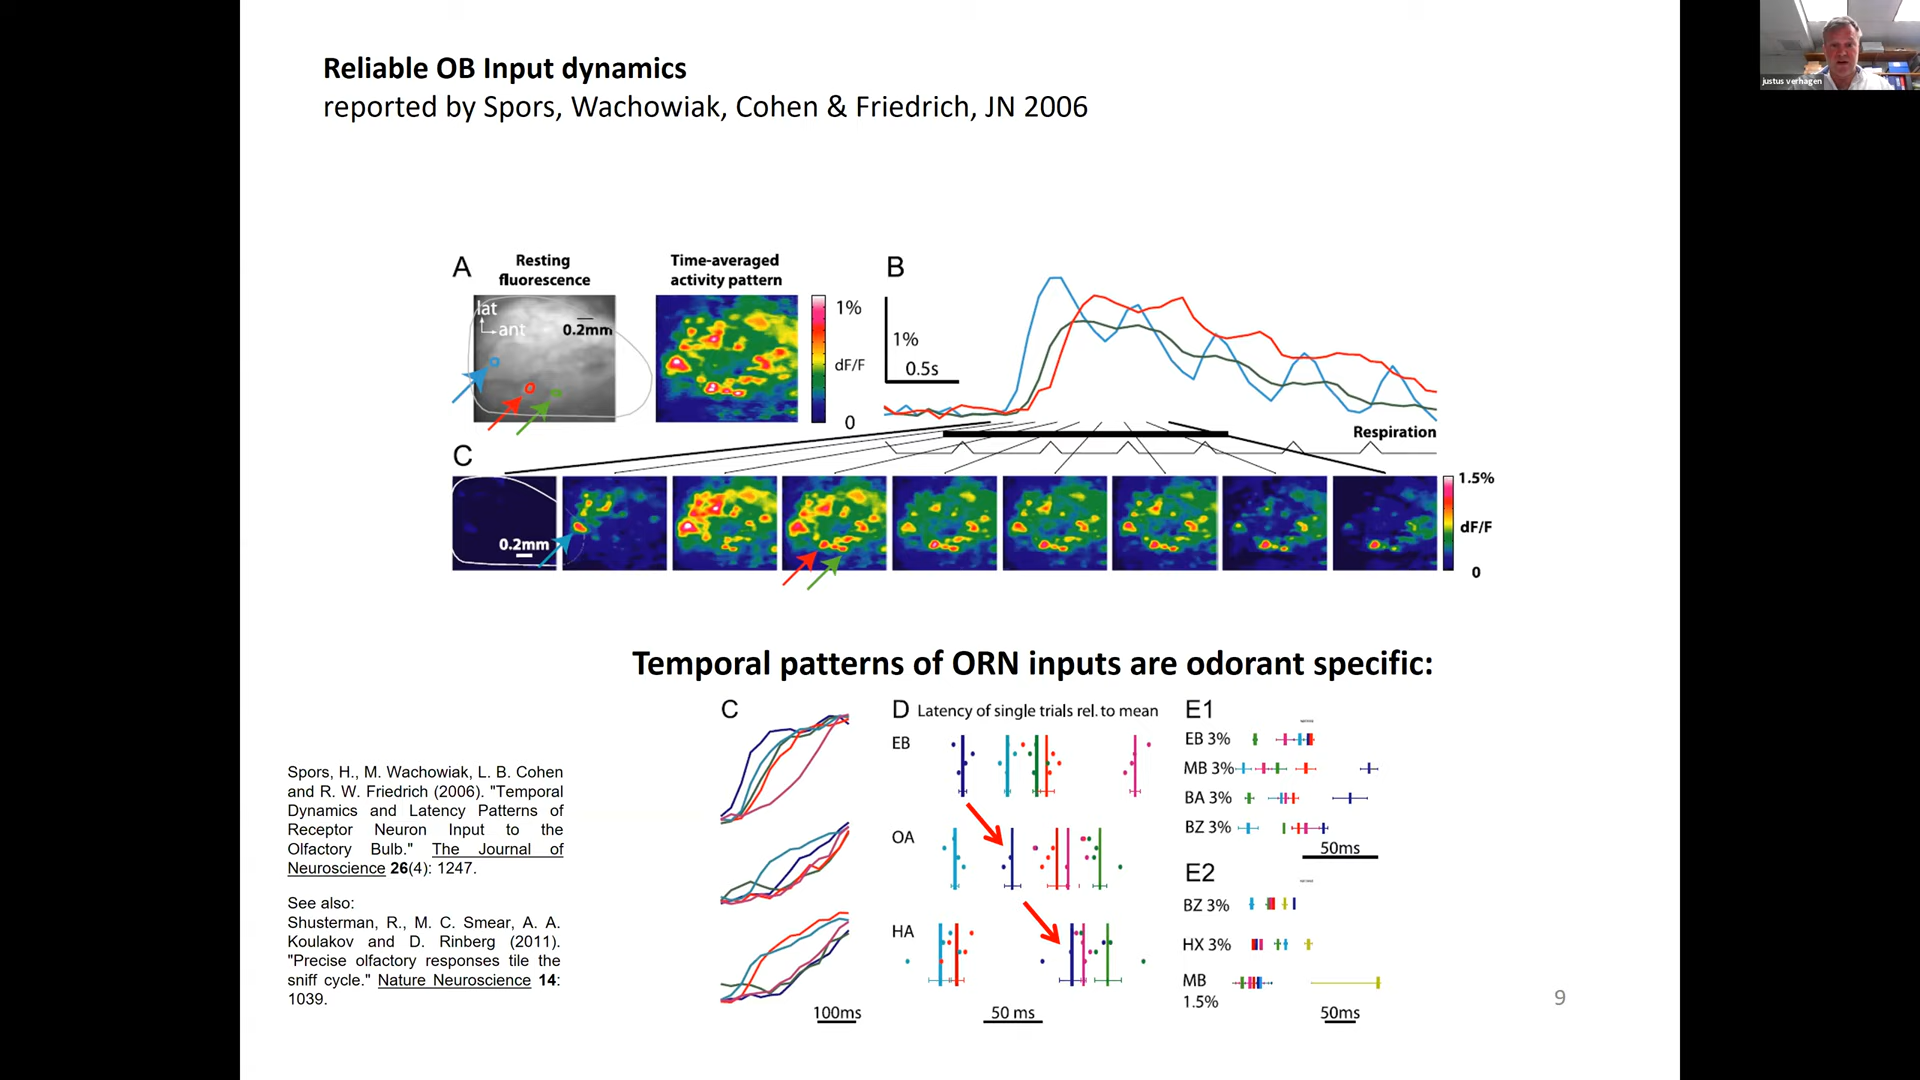 Reliable OB Input dynamics
reported by Spors, Wachowiak, Cohen & Friedrich, JN 2006
justus verhagen
A
Resting
fluorescence
lat
ant
0.2mm
Time-averaged
activity pattern
1%
dF/F
0
B
1%
0.5s
Respiration
C
0.2mm
1.5%
dF/F
0
Temporal patterns of ORN inputs are odorant specific:
C
100ms
D Latency of single trials rel. to mean
EB
OA
HA
50 ms
E1
EB 3%
MB 3%
BA 3%
BZ 3%
50ms
E2
BZ 3%
HX 3%
MB
1.5%
50ms
Spors, H., M. Wachowiak, L. B. Cohen
and R. W. Friedrich (2006). "Temporal
Dynamics and Latency Patterns of
Receptor Neuron Input to the
Olfactory Bulb." The Journal of
Neuroscience 26(4): 1247.
See also:
Shusterman, R., M. C. Smear, A. A.
Koulakov and D. Rinberg (2011).
"Precise olfactory responses tile the
sniff cycle." Nature Neuroscience 14:
1039.
9